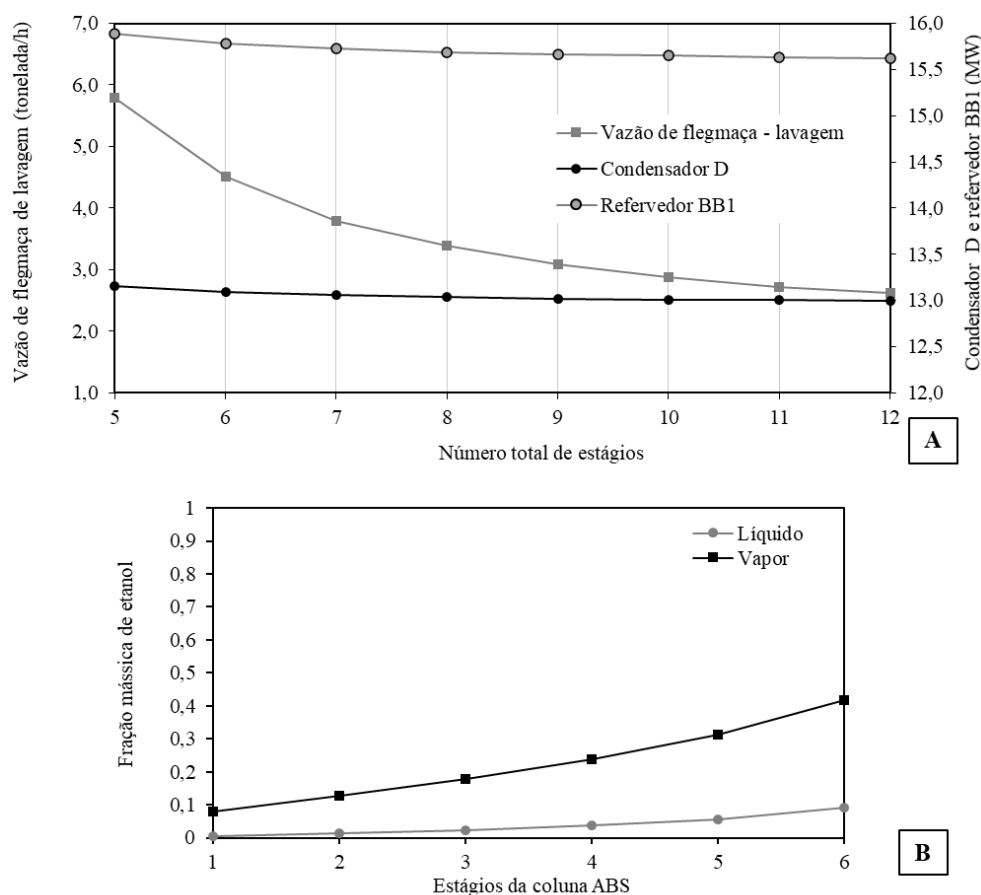 Vazão de flegmaça de lavagem (tonelada/h)
7,0
6,0
5,0
4,0
3,0
2,0
1,0
Vazão de flegmaça - lavagem
Condensador D
Refervedor BB1
16,0
15,5
15,0
14,5
14,0
13,5
13,0
12,5
12,0
Condensador D e refervedor BB1 (MW)
5 6 7 8 9 10 11 12
Número total de estágios
A
Fração mássica de etanol
1
0,9
0,8
0,7
0,6
0,5
0,4
0,3
0,2
0,1
0
Líquido
Vapor
1 2 3 4 5 6
Estágios da coluna ABS
B